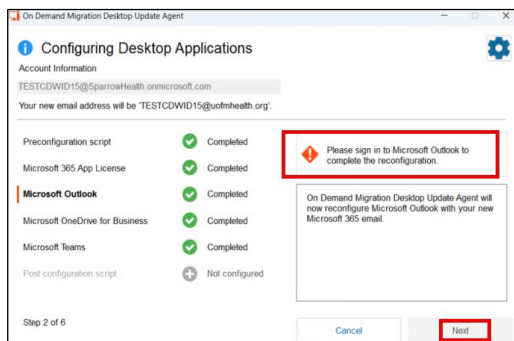 On Demand Migration Desktop Update Agent
Configuring Desktop Applications
Account Information
TESTCDWID15@SparrowHealth.onmicrosoft.com
Your new email address will be 'TESTCDWID15@uofmhealth.org'.
Preconfiguration script
Completed
Microsoft 365 App License
Completed
Microsoft Outlook
Completed
Microsoft OneDrive for Business
Completed
Microsoft Teams
Completed
Post configuration script
Not configured
Please sign in to Microsoft Outlook to
complete the reconfiguration.
On Demand Migration Desktop Update Agent will
now reconfigure Microsoft Outlook with your new
Microsoft 365 email.
Step 2 of 6
Cancel
Next